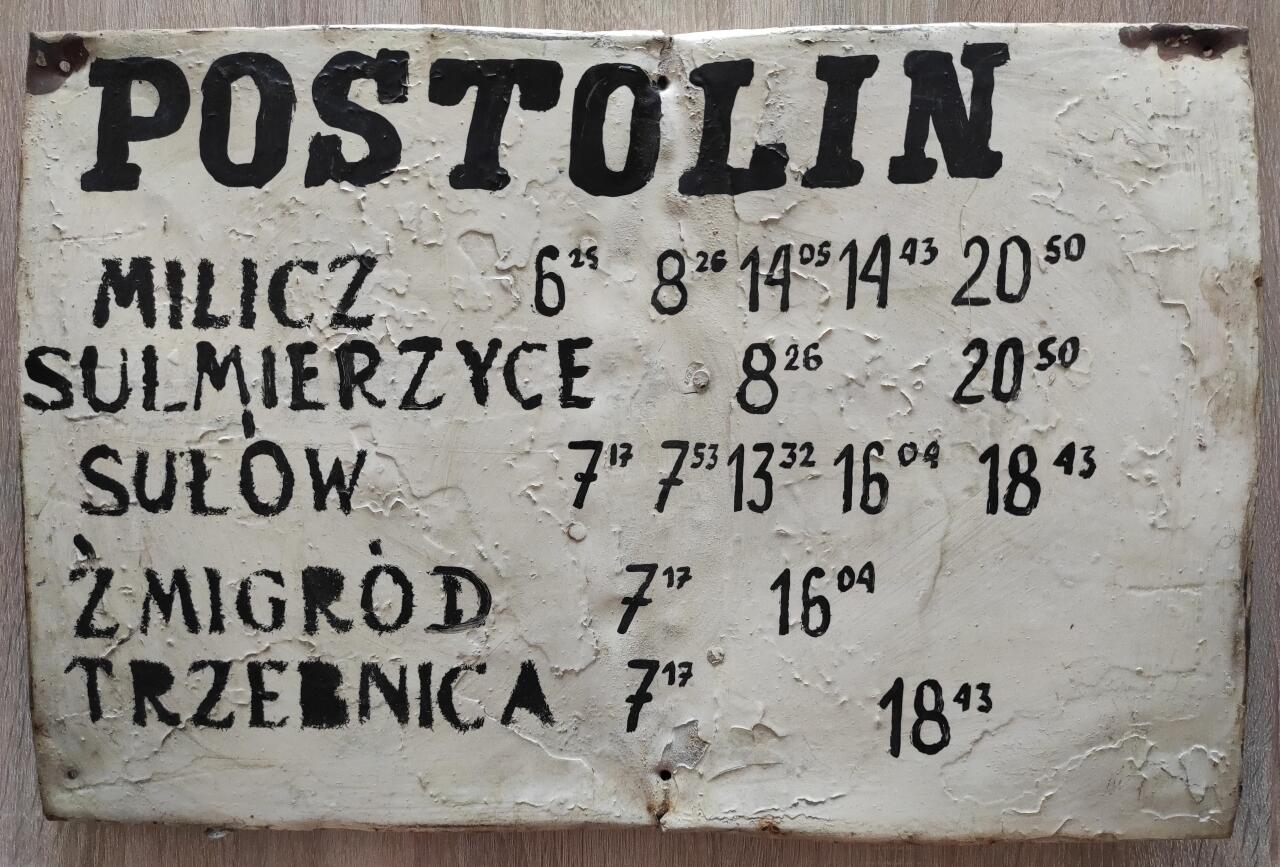 POSTOLIN
MILICZ 6²⁵ 8²⁶ 14⁰⁵ 14⁴³ 20⁵⁰
SULMIERZYCE 8²⁶ 20⁵⁰
SUŁÓW 7¹⁷ 7⁵³ 13³² 16⁰⁴ 18⁴³
ŻMIGRÓD 7¹⁷ 16⁰⁴
TRZEBNICA 7¹⁷ 18⁴³